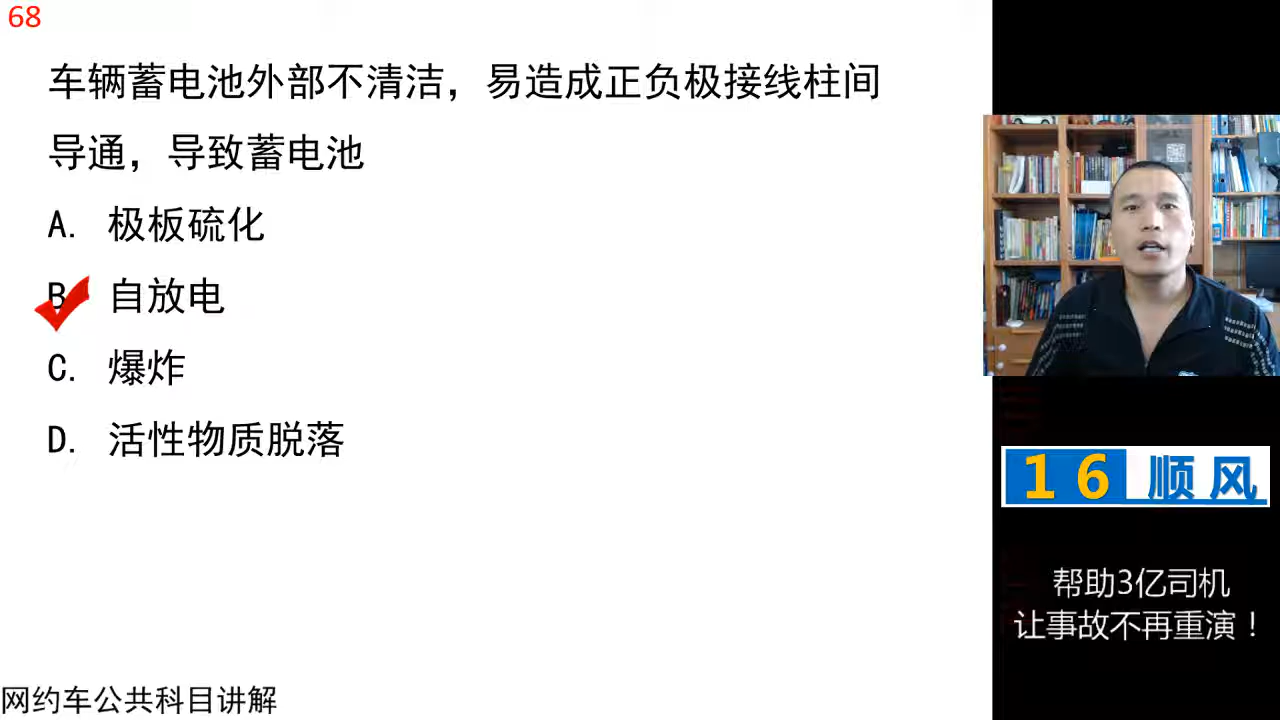 68
车辆蓄电池外部不清洁，易造成正负极接线柱间
导通，导致蓄电池
A. 极板硫化
B. 自放电
C. 爆炸
D. 活性物质脱落
16顺风
帮助3亿司机
让事故不再重演！
网约车公共科目讲解